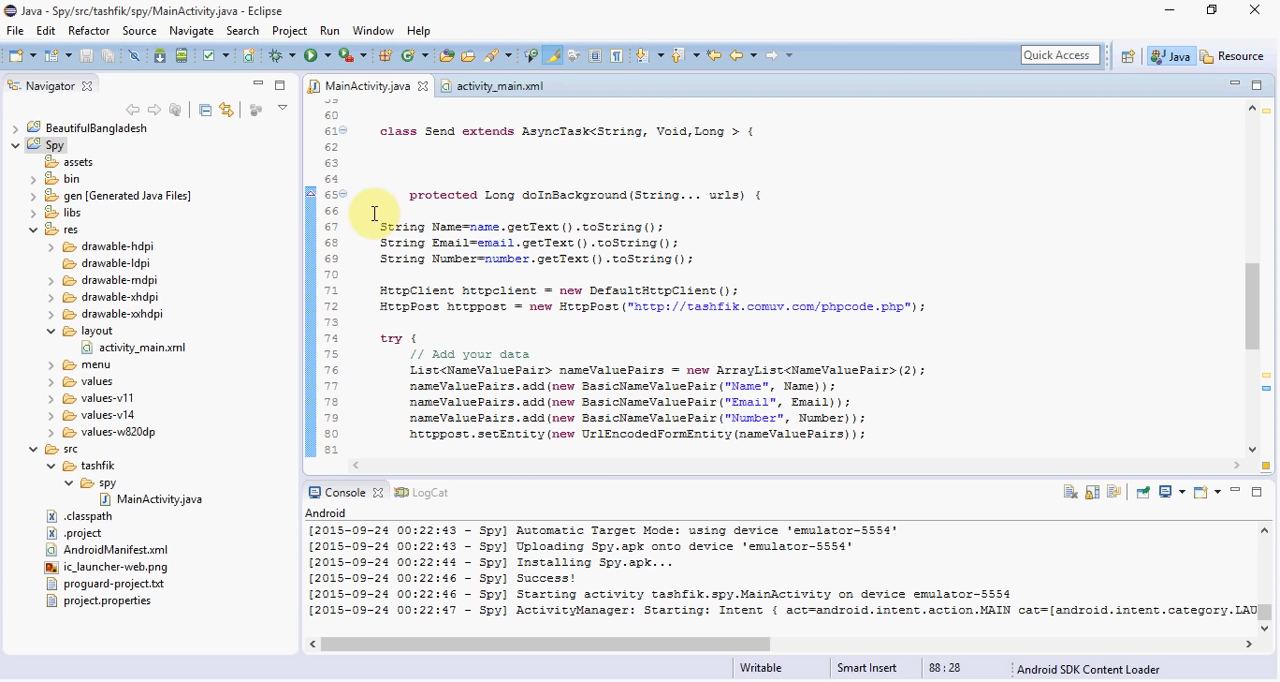 Java - Spy/src/tashfik/spy/MainActivity.java - Eclipse
File Edit Refactor Source Navigate Search Project Run Window Help
Quick Access Java Resource
Navigator
BeautifulBangladesh
Spy
assets
bin
gen [Generated Java Files]
libs
res
drawable-hdpi
drawable-ldpi
drawable-mdpi
drawable-xhdpi
drawable-xxhdpi
layout
activity_main.xml
menu
values
values-v11
values-v14
values-w820dp
src
tashfik
spy
MainActivity.java
.classpath
.project
AndroidManifest.xml
ic_launcher-web.png
proguard-project.txt
project.properties
MainActivity.java activity_main.xml
59
60
61 class Send extends AsyncTask<String, Void,Long > {
62
63
64
65 protected Long doInBackground(String... urls) {
66
67 String Name=name.getText().toString();
68 String Email=email.getText().toString();
69 String Number=number.getText().toString();
70
71 HttpClient httpclient = new DefaultHttpClient();
72 HttpPost httppost = new HttpPost("http://tashfik.comuv.com/phpcode.php");
73
74 try {
75 // Add your data
76 List<NameValuePair> nameValuePairs = new ArrayList<NameValuePair>(2);
77 nameValuePairs.add(new BasicNameValuePair("Name", Name));
78 nameValuePairs.add(new BasicNameValuePair("Email", Email));
79 nameValuePairs.add(new BasicNameValuePair("Number", Number));
80 httppost.setEntity(new UrlEncodedFormEntity(nameValuePairs));
81
Console LogCat
Android
[2015-09-24 00:22:43 - Spy] Automatic Target Mode: using device 'emulator-5554'
[2015-09-24 00:22:43 - Spy] Uploading Spy.apk onto device 'emulator-5554'
[2015-09-24 00:22:44 - Spy] Installing Spy.apk...
[2015-09-24 00:22:46 - Spy] Success!
[2015-09-24 00:22:46 - Spy] Starting activity tashfik.spy.MainActivity on device emulator-5554
[2015-09-24 00:22:47 - Spy] ActivityManager: Starting: Intent { act=android.intent.action.MAIN cat=[android.intent.category.LAU
Writable Smart Insert 88 : 28 Android SDK Content Loader